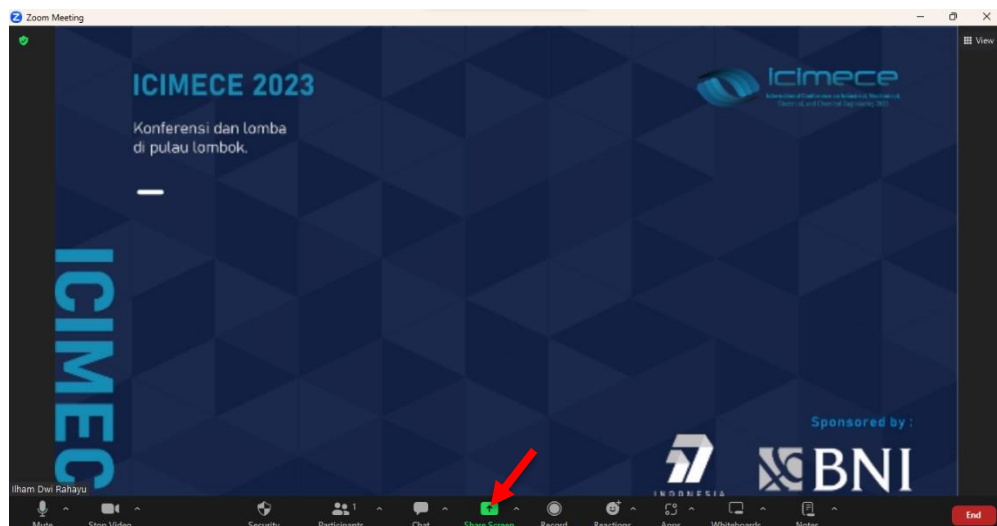 Zoom Meeting
View
ICIMECE 2023
icimece
Konferensi dan lomba
di pulau lombok.
ICIMEC
Sponsored by :
77
INDONESIA
BNI
Ilham Dwi Rahayu
1
Mute
Stop Video
Security
Participants
Chat
Share Screen
Record
Reactions
Apps
Whiteboards
Notes
End